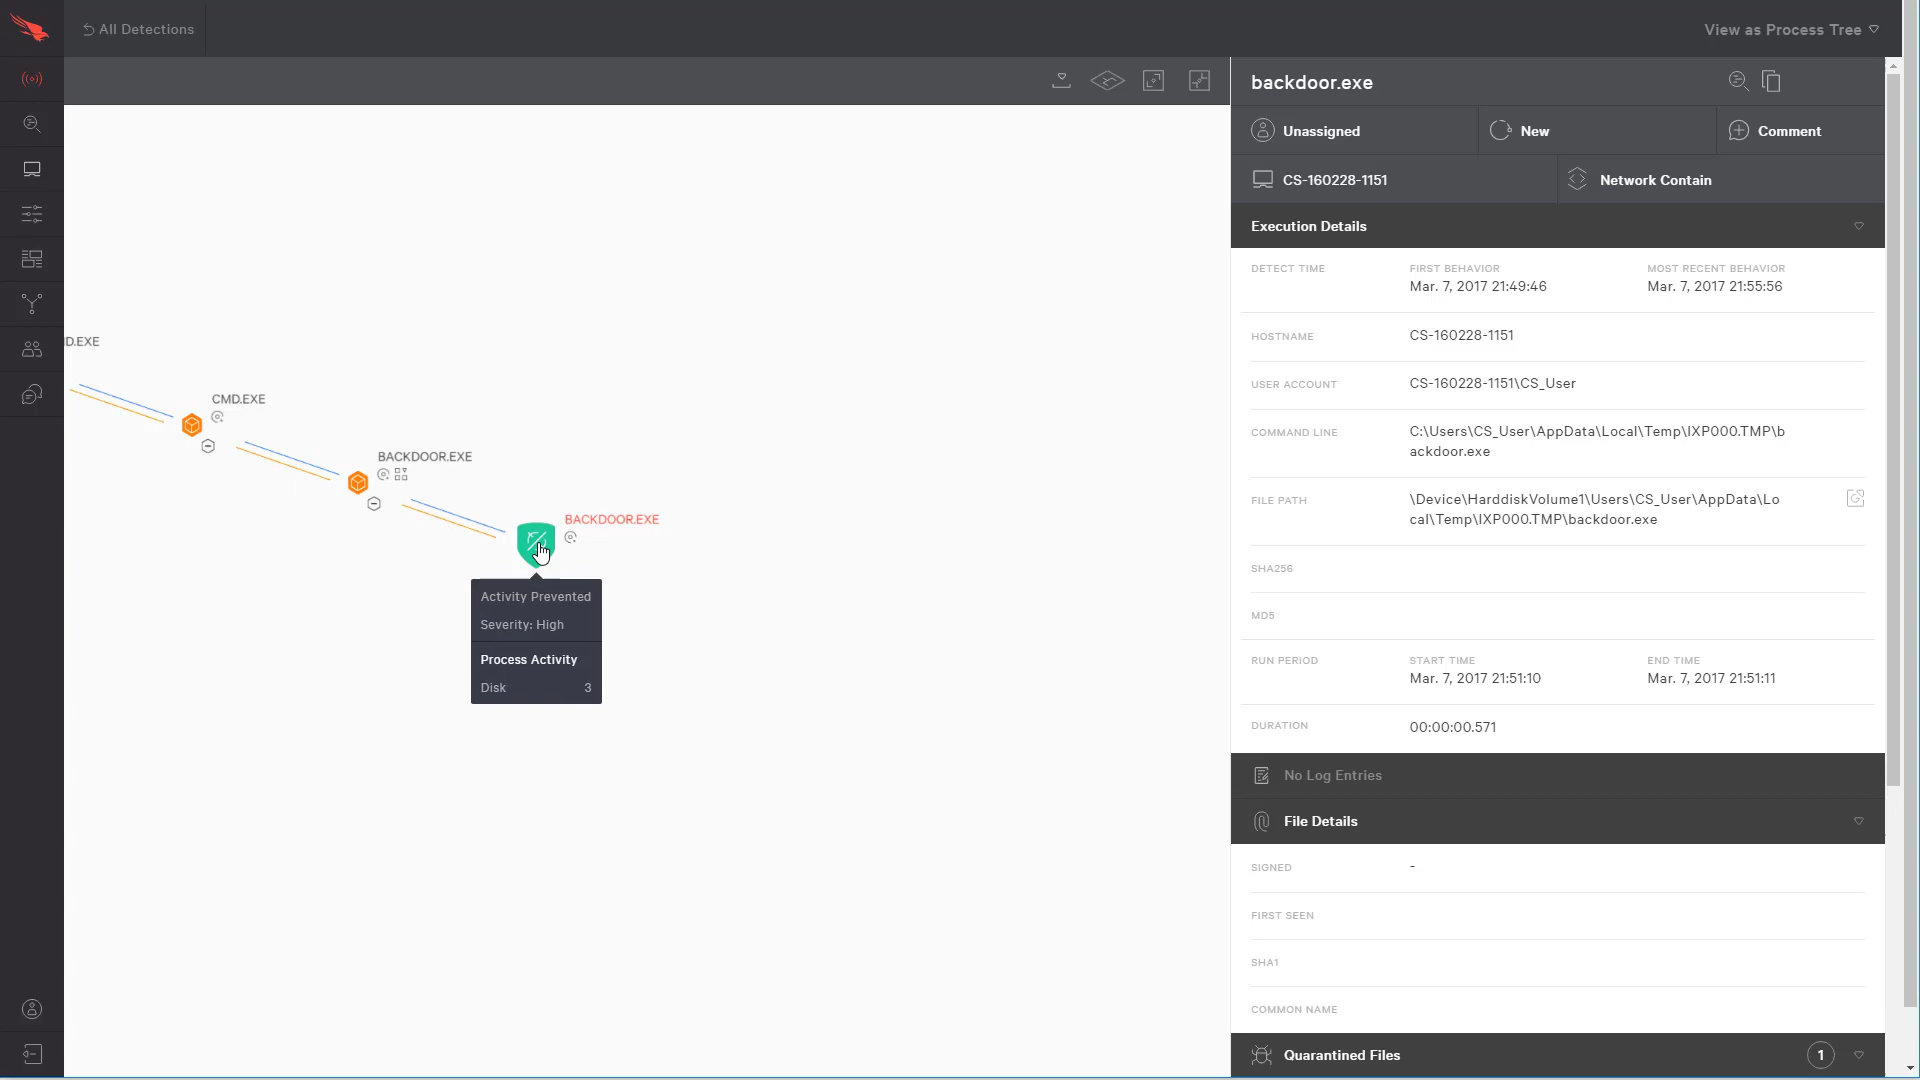 All Detections
View as Process Tree
backdoor.exe
Unassigned
New
Comment
CS-160228-1151
Network Contain
Execution Details
DETECT TIME
FIRST BEHAVIOR
MOST RECENT BEHAVIOR
Mar. 7, 2017 21:49:46
Mar. 7, 2017 21:55:56
HOSTNAME
CS-160228-1151
USER ACCOUNT
CS-160228-1151\CS_User
COMMAND LINE
C:\Users\CS_User\AppData\Local\Temp\IXP000.TMP\b
ackdoor.exe
FILE PATH
\Device\HarddiskVolume1\Users\CS_User\AppData\Lo
cal\Temp\IXP000.TMP\backdoor.exe
SHA256
MD5
RUN PERIOD
START TIME
END TIME
Mar. 7, 2017 21:51:10
Mar. 7, 2017 21:51:11
DURATION
00:00:00.571
No Log Entries
File Details
SIGNED
-
FIRST SEEN
SHA1
COMMON NAME
Quarantined Files
1
D.EXE
CMD.EXE
BACKDOOR.EXE
BACKDOOR.EXE
Activity Prevented
Severity: High
Process Activity
Disk 3